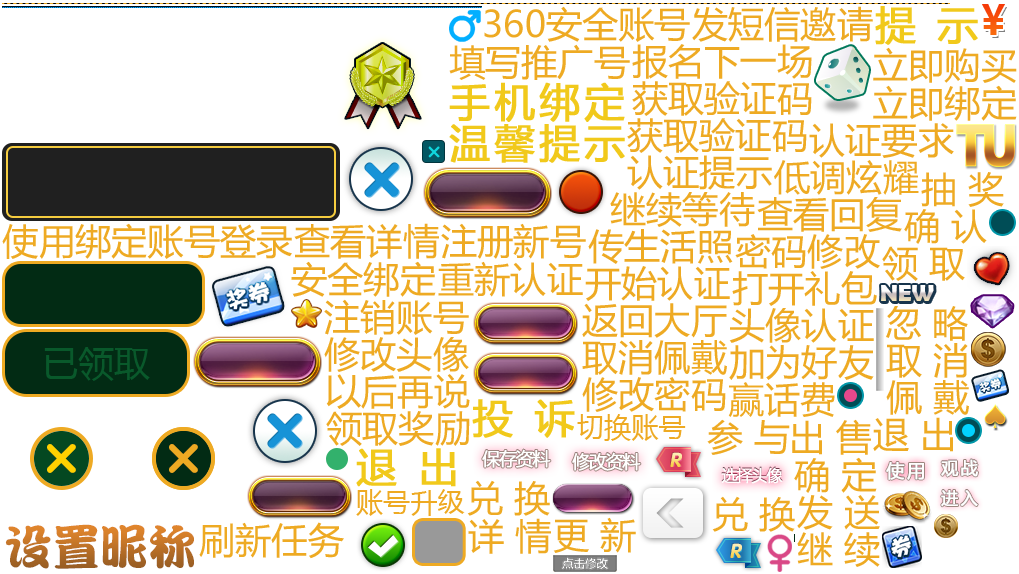 360安全账号发短信邀请
提 示
¥
填写推广号报名下一场
立即购买
手机绑定
获取验证码
立即绑定
温馨提示
获取验证码
认证要求
TU
认证提示
低调炫耀
抽 奖
继续等待
查看回复
确 认
使用绑定账号登录
查看详情
注册新号
传生活照
密码修改
领 取
奖券
安全绑定
重新认证
开始认证
打开礼包
NEW
注销账号
返回大厅
头像认证
忽 略
已领取
修改头像
取消佩戴
加为好友
取 消
$
奖券
以后再说
修改密码
赢话费
佩 戴
领取奖励
投 诉
切换账号
参 与
出 售
退 出
退 出
保存资料
修改资料
R
选择头像
确 定
使用
观战
账号升级
兑 换
兑 换
发 送
进入
$
设置昵称
刷新任务
详 情
更 新
R
继 续
券
点击修改